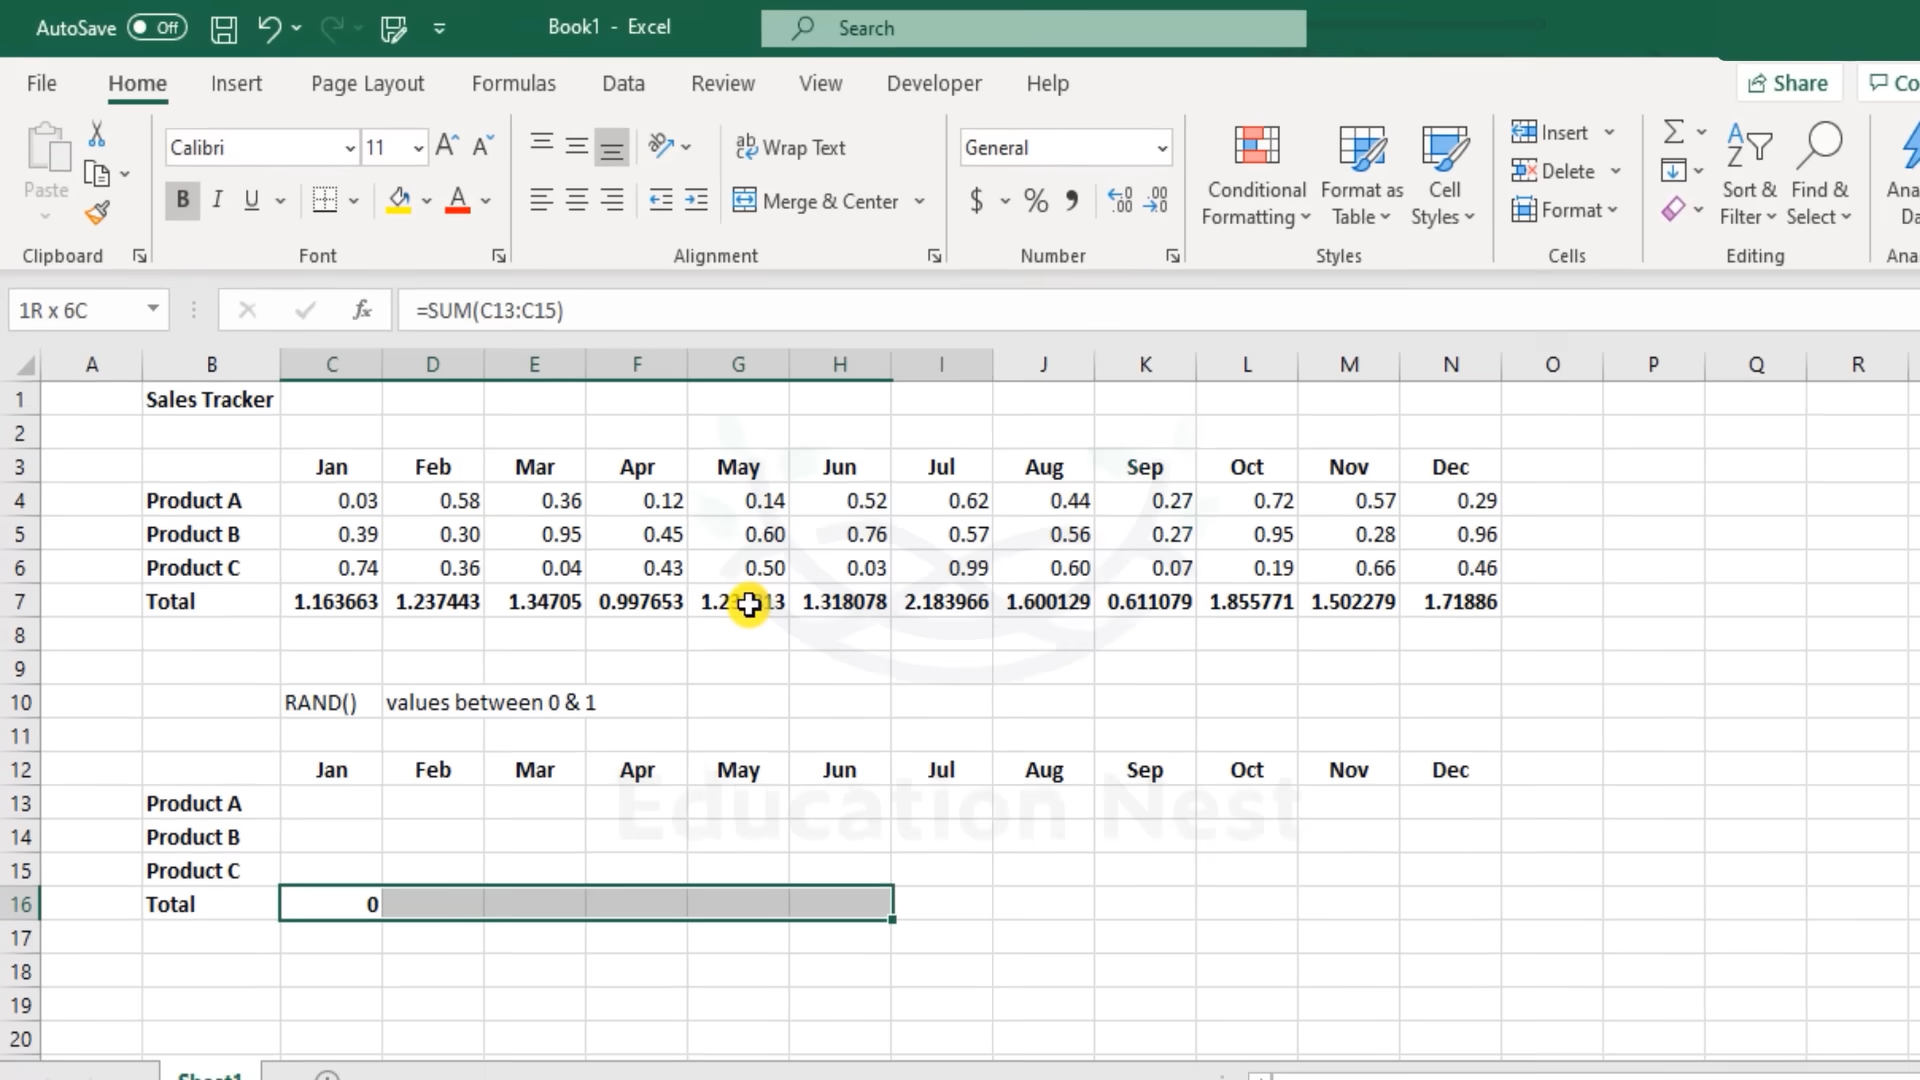 AutoSave Off Book1 - Excel Search
File Home Insert Page Layout Formulas Data Review View Developer Help Share
Paste Calibri 11 Wrap Text General Conditional Formatting Format as Table Cell Styles Insert Sort & Filter Find & Select
B I U Merge & Center $ % Delete
Format
Clipboard Font Alignment Number Styles Cells Editing
1R x 6C fx =SUM(C13:C15)
A B C D E F G H I J K L M N O P Q R
1 Sales Tracker
2
3 Jan Feb Mar Apr May Jun Jul Aug Sep Oct Nov Dec
4 Product A 0.03 0.58 0.36 0.12 0.14 0.52 0.62 0.44 0.27 0.72 0.57 0.29
5 Product B 0.39 0.30 0.95 0.45 0.60 0.76 0.57 0.56 0.27 0.95 0.28 0.96
6 Product C 0.74 0.36 0.04 0.43 0.50 0.03 0.99 0.60 0.07 0.19 0.66 0.46
7 Total 1.163663 1.237443 1.34705 0.997653 1.318078 2.183966 1.600129 0.611079 1.855771 1.502279 1.71886
8
9
10 RAND() values between 0 & 1
11
12 Jan Feb Mar Apr May Jun Jul Aug Sep Oct Nov Dec
13 Product A
Education Nest
14 Product B
15 Product C
16 Total 0
17
18
19
20
Sheet1